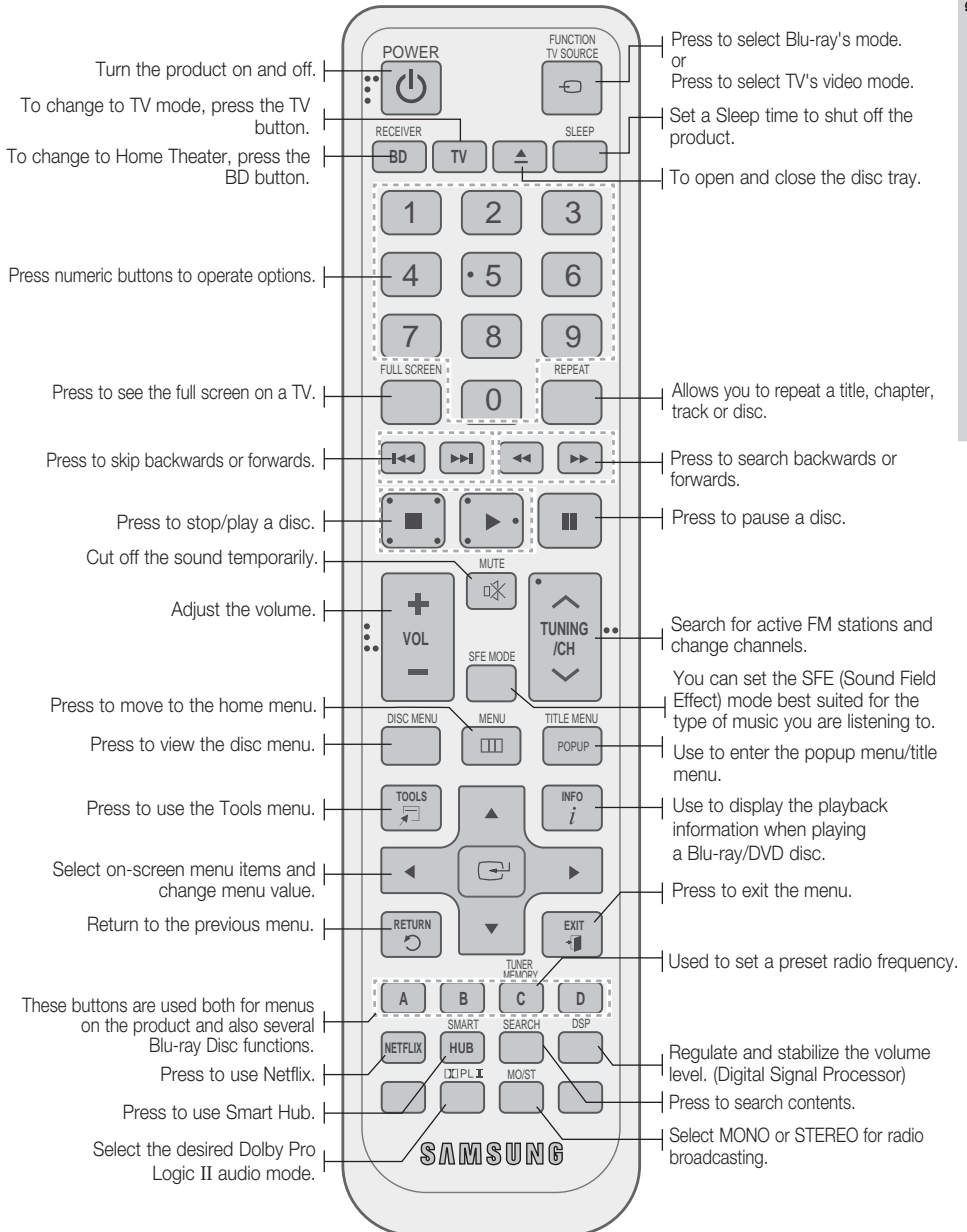 POWER
FUNCTION
TV SOURCE
Turn the product on and off.
Press to select Blu-ray's mode.
or
Press to select TV's video mode.
To change to TV mode, press the TV
button.
Set a Sleep time to shut off the
product.
RECEIVER
SLEEP
BD
TV
To change to Home Theater, press the
BD button.
To open and close the disc tray.
1
2
3
Press numeric buttons to operate options.
4
5
6
7
8
9
FULL SCREEN
REPEAT
0
Press to see the full screen on a TV.
Allows you to repeat a title, chapter,
track or disc.
Press to skip backwards or forwards.
Press to search backwards or
forwards.
Press to stop/play a disc.
Press to pause a disc.
Cut off the sound temporarily.
MUTE
Adjust the volume.
VOL
TUNING
/CH
Search for active FM stations and
change channels.
SFE MODE
You can set the SFE (Sound Field
Effect) mode best suited for the
type of music you are listening to.
Press to move to the home menu.
DISC MENU
MENU
TITLE MENU
POPUP
Press to view the disc menu.
Use to enter the popup menu/title
menu.
TOOLS
INFO
i
Press to use the Tools menu.
Use to display the playback
information when playing
a Blu-ray/DVD disc.
Select on-screen menu items and
change menu value.
Press to exit the menu.
Return to the previous menu.
RETURN
EXIT
TUNER
MEMORY
Used to set a preset radio frequency.
A
B
C
D
These buttons are used both for menus
on the product and also several
Blu-ray Disc functions.
SMART
SEARCH
DSP
NETFLIX
HUB
Press to use Netflix.
Regulate and stabilize the volume
level. (Digital Signal Processor)
PL II
MO/ST
Press to use Smart Hub.
Press to search contents.
Select the desired Dolby Pro
Logic II audio mode.
Select MONO or STEREO for radio
broadcasting.
SAMSUNG